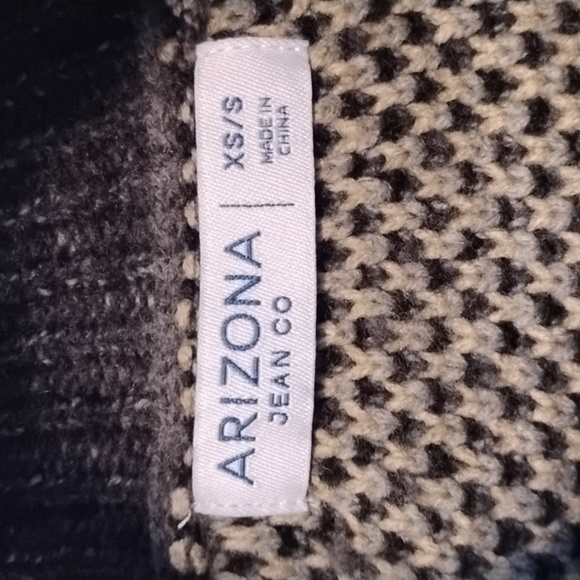 ARIZONA
JEAN CO
XS/S
MADE IN
CHINA